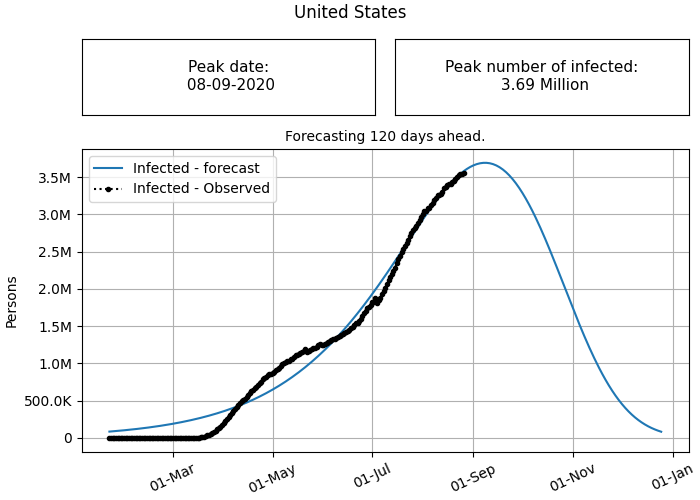 United States
Peak date:
08-09-2020
Peak number of infected:
3.69 Million
Forecasting 120 days ahead.
Infected - forecast
Infected - Observed
Persons
3.5M
3.0M
2.5M
2.0M
1.5M
1.0M
500.0K
0
01-Mar
01-May
01-Jul
01-Sep
01-Nov
01-Jan